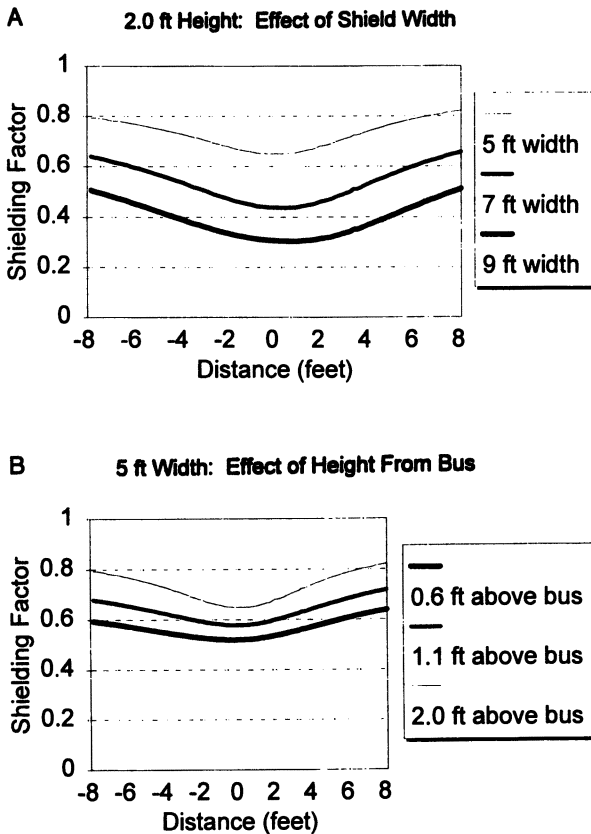 A
2.0 ft Height: Effect of Shield Width
Shielding Factor
1
0.8
0.6
0.4
0.2
0
-8 -6 -4 -2 0 2 4 6 8
Distance (feet)
5 ft width
7 ft width
9 ft width
B
5 ft Width: Effect of Height From Bus
Shielding Factor
1
0.8
0.6
0.4
0.2
0
-8 -6 -4 -2 0 2 4 6 8
Distance (feet)
0.6 ft above bus
1.1 ft above bus
2.0 ft above bus